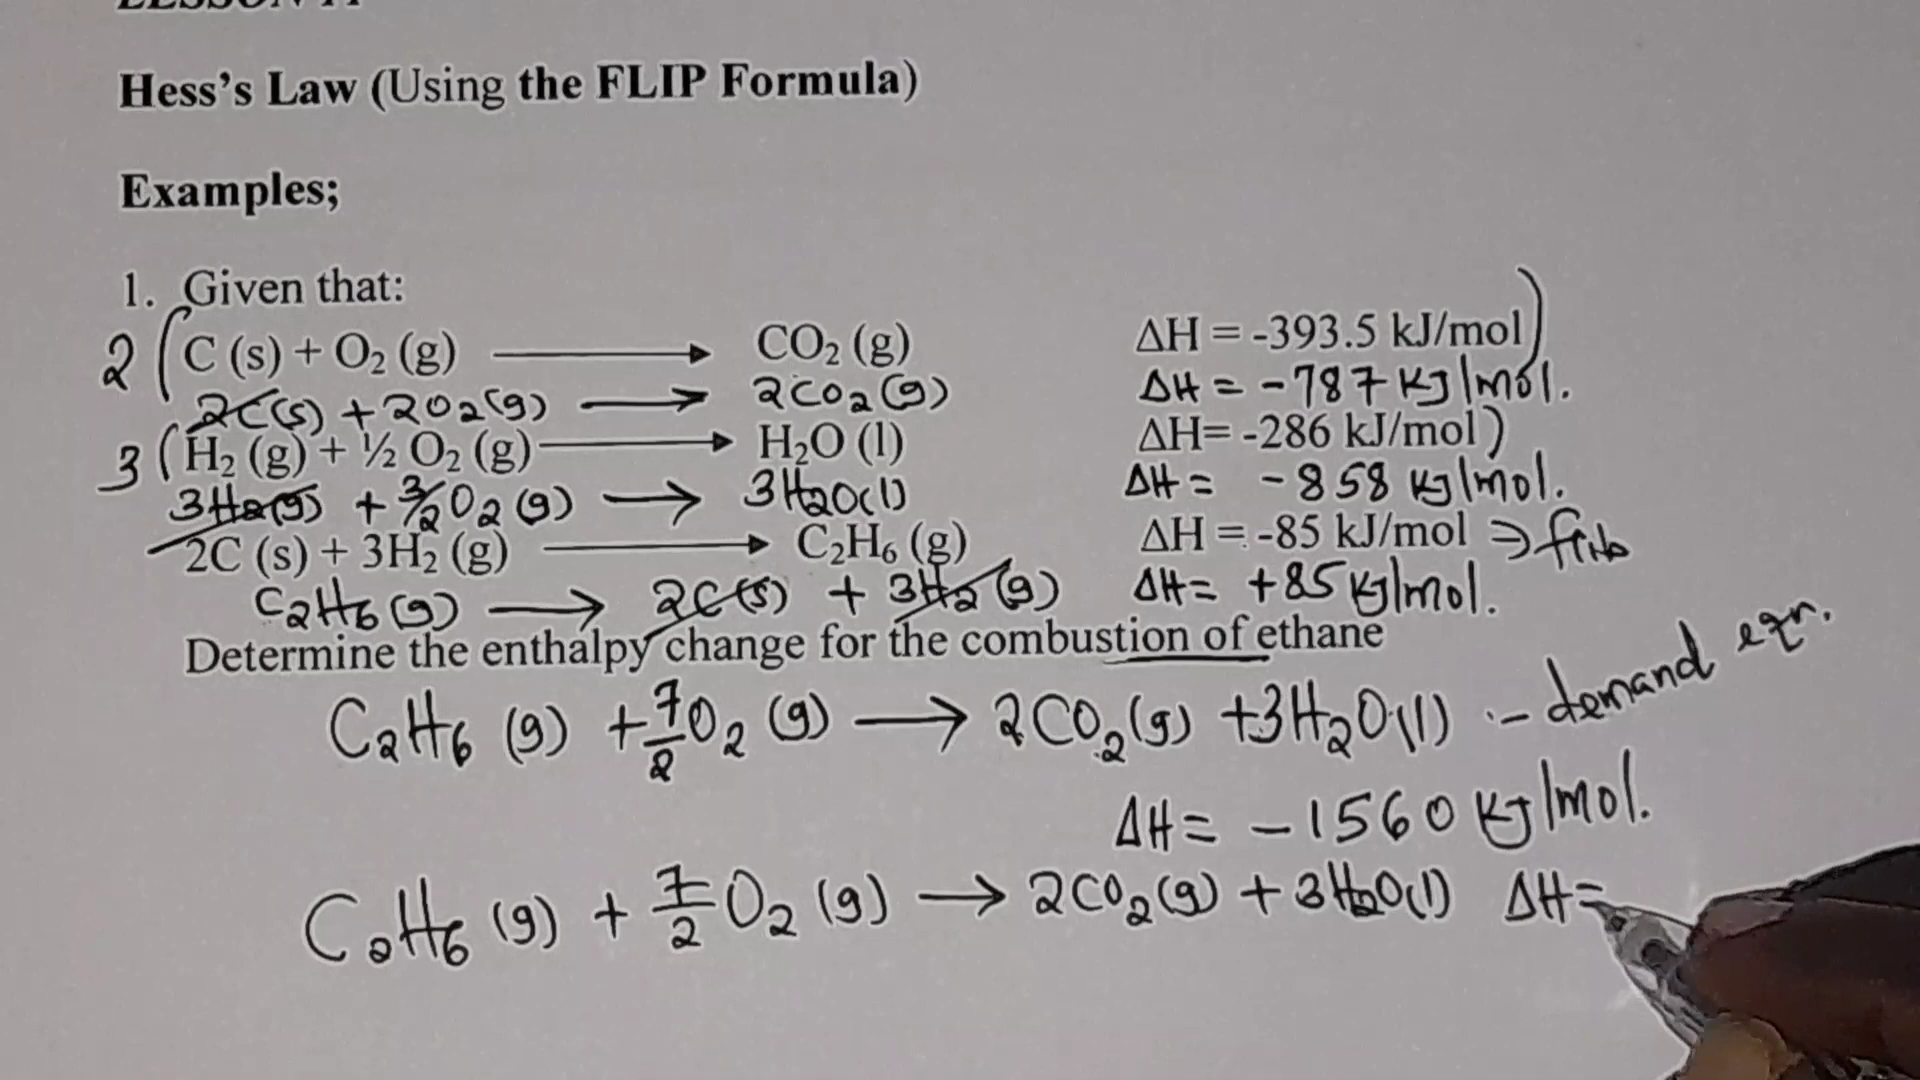 Hess's Law (Using the FLIP Formula)
Examples;
1. Given that:
2 ( C (s) + O₂ (g) ⟶ CO₂ (g) ΔH = -393.5 kJ/mol )
2C(s) + 2O₂(g) ⟶ 2CO₂(g) ΔH = -787 KJ/mol.
3 ( H₂ (g) + ½ O₂ (g) ⟶ H₂O (l) ΔH= -286 kJ/mol )
3H₂(g) + 3/2 O₂ (g) ⟶ 3H₂O(l) ΔH = -858 KJ/mol.
2C (s) + 3H₂ (g) ⟶ C₂H₆ (g) ΔH = -85 kJ/mol ⇒
C₂H₆ (g) ⟶ 2C(s) + 3H₂(g) ΔH= +85 KJ/mol.
Determine the enthalpy change for the combustion of ethane
C₂H₆ (g) + 7/2 O₂ (g) ⟶ 2CO₂(g) + 3H₂O(l) :- demand eqn.
ΔH = -1560 KJ/mol.
C₂H₆ (g) + 7/2 O₂ (g) ⟶ 2CO₂(g) + 3H₂O(l) ΔH=